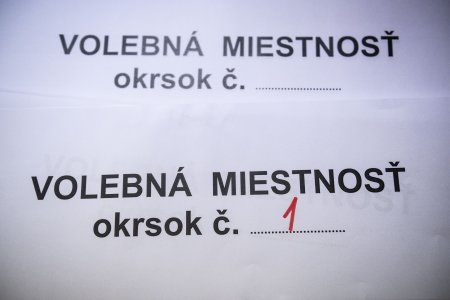 VOLEBNÁ MIESTNOSŤ
okrsok č. ........................
VOLEBNÁ MIESTNOSŤ
okrsok č. ..........1..............